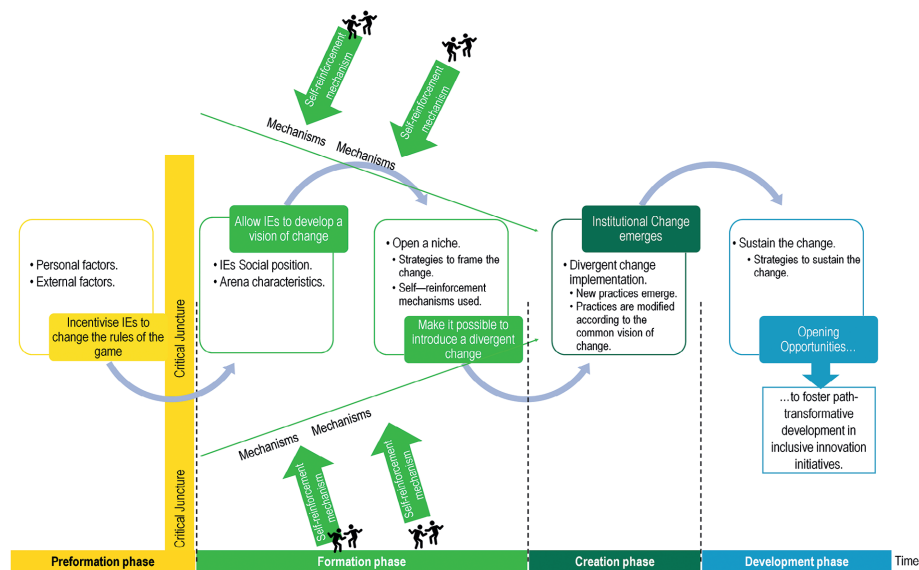 Self-reinforcement
mechanism
Self-reinforcement
mechanism
Mechanisms
Mechanisms
Critical Juncture
Critical Juncture
• Personal factors.
• External factors.
Incentivise IEs to
change the rules of the
game
Allow IEs to develop a
vision of change
• IEs Social position.
• Arena characteristics.
• Open a niche.
• Strategies to frame the
change.
• Self—reinforcement
mechanisms used.
Make it possible to
introduce a divergent
change
Institutional Change
emerges
• Divergent change
implementation.
• New practices emerge.
• Practices are modified
according to the
common vision of
change.
• Sustain the change.
• Strategies to sustain the
change.
Opening
Opportunities…
…to foster path-
transformative
development in
inclusive innovation
initiatives.
Mechanisms
Mechanisms
Self-reinforcement
mechanism
Self-reinforcement
mechanism
Preformation phase
Formation phase
Creation phase
Development phase
Time